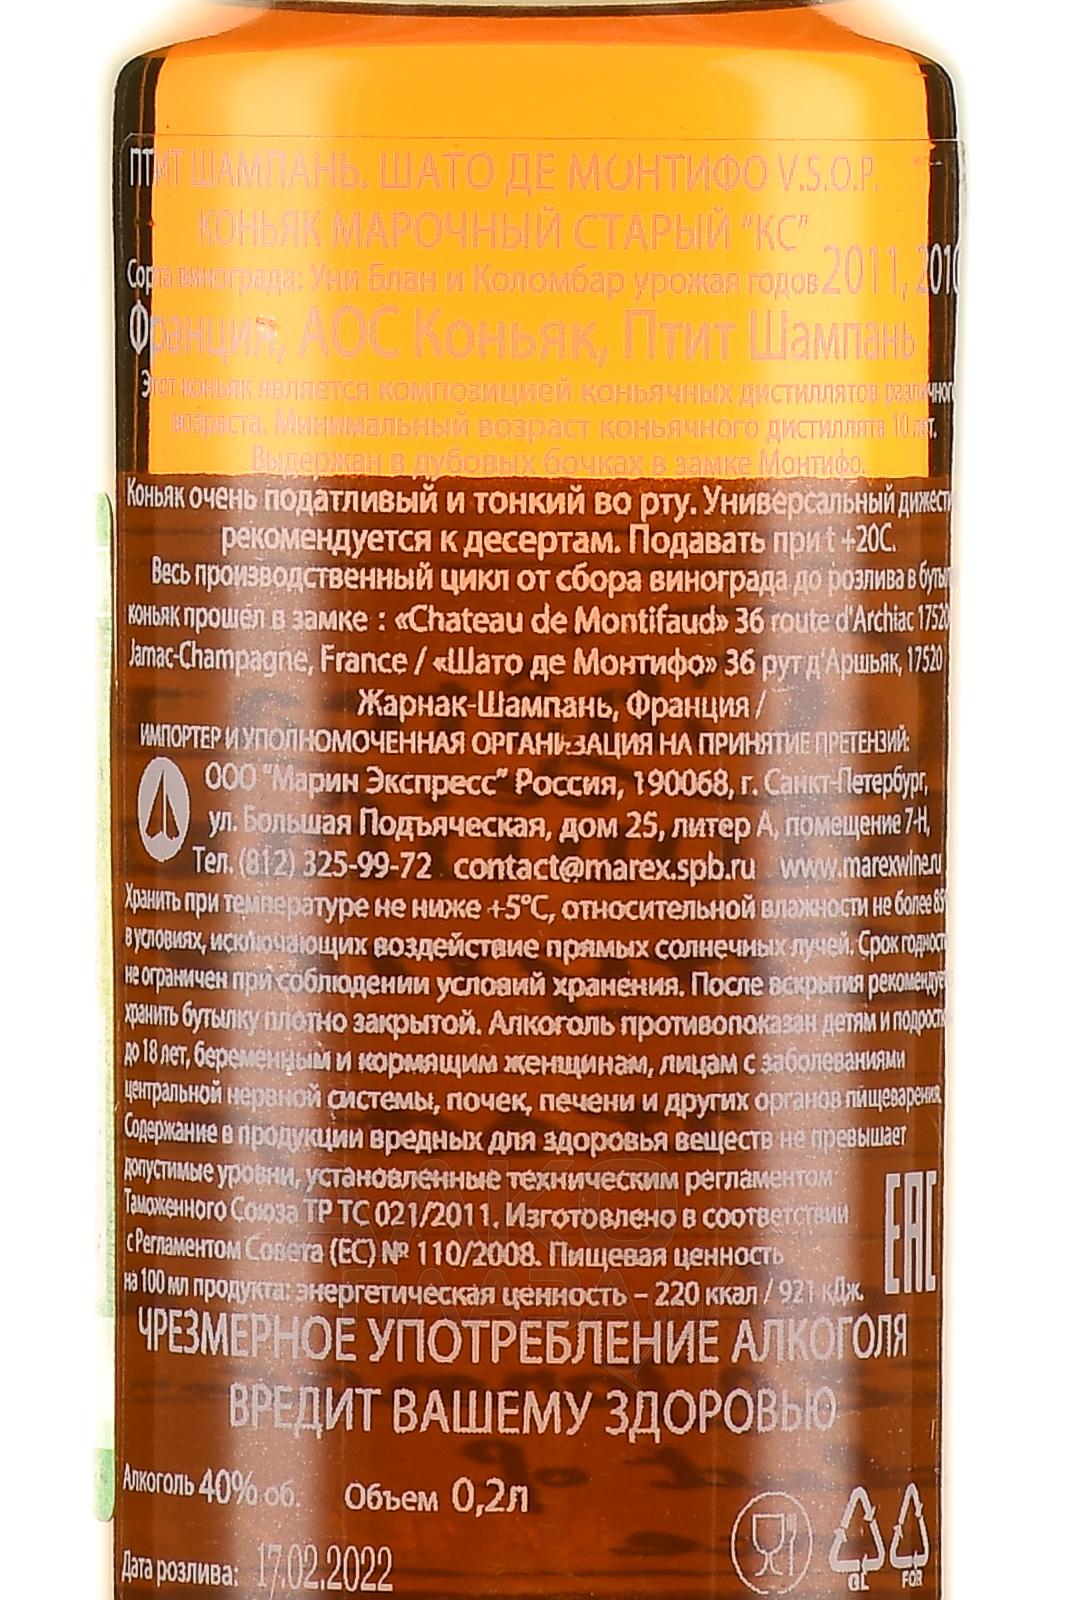 ПТИТ ШАМПАНЬ. ШАТО ДЕ МОНТИФО V.S.O.P.
КОНЬЯК МАРОЧНЫЙ СТАРЫЙ "КС"
Сорта винограда: Уни Блан и Коломбар урожая годов 2011, 2010
Франция, АОС Коньяк, Птит Шампань
Этот коньяк является композицией коньячных дистиллятов различного
возраста. Минимальный возраст коньячного дистиллята 10 лет.
Выдержан в дубовых бочках в замке Монтифо.
Коньяк очень податливый и тонкий во рту. Универсальный дижести
рекомендуется к десертам. Подавать при t +20С.
Весь производственный цикл от сбора винограда до розлива в бутыл
коньяк прошел в замке : «Chateau de Montifaud» 36 route d'Archiac 17520
Jarnac-Champagne, France / «Шато де Монтифо» 36 рут д'Аршьяк, 17520
Жарнак-Шампань, Франция /
ИМПОРТЕР И УПОЛНОМОЧЕННАЯ ОРГАНИЗАЦИЯ НА ПРИНЯТИЕ ПРЕТЕНЗИЙ:
ООО "Марин Экспресс" Россия, 190068, г. Санкт-Петербург,
ул. Большая Подъяческая, дом 25, литер А, помещение 7-Н,
Тел. (812) 325-99-72 contact@marex.spb.ru www.marexwine.ru
Хранить при температуре не ниже +5°С, относительной влажности не более 85%
в условиях, исключающих воздействие прямых солнечных лучей. Срок годност
не ограничен при соблюдении условий хранения. После вскрытия рекомендуе
хранить бутылку плотно закрытой. Алкоголь противопоказан детям и подростк
до 18 лет, беременным и кормящим женщинам, лицам с заболеваниями
центральной нервной системы, почек, печени и других органов пищеварения.
Содержание в продукции вредных для здоровья веществ не превышает
допустимые уровни, установленные техническим регламентом
Таможенного Союза ТР ТС 021/2011. Изготовлено в соответствии
с Регламентом Совета (ЕС) № 110/2008. Пищевая ценность
на 100 мл продукта: энергетическая ценность – 220 ккал / 921 кДж.
EAC
ЧРЕЗМЕРНОЕ УПОТРЕБЛЕНИЕ АЛКОГОЛЯ
ВРЕДИТ ВАШЕМУ ЗДОРОВЬЮ
Алкоголь 40% об. Объем 0,2л
GL FOR
Дата розлива: 17.02.2022